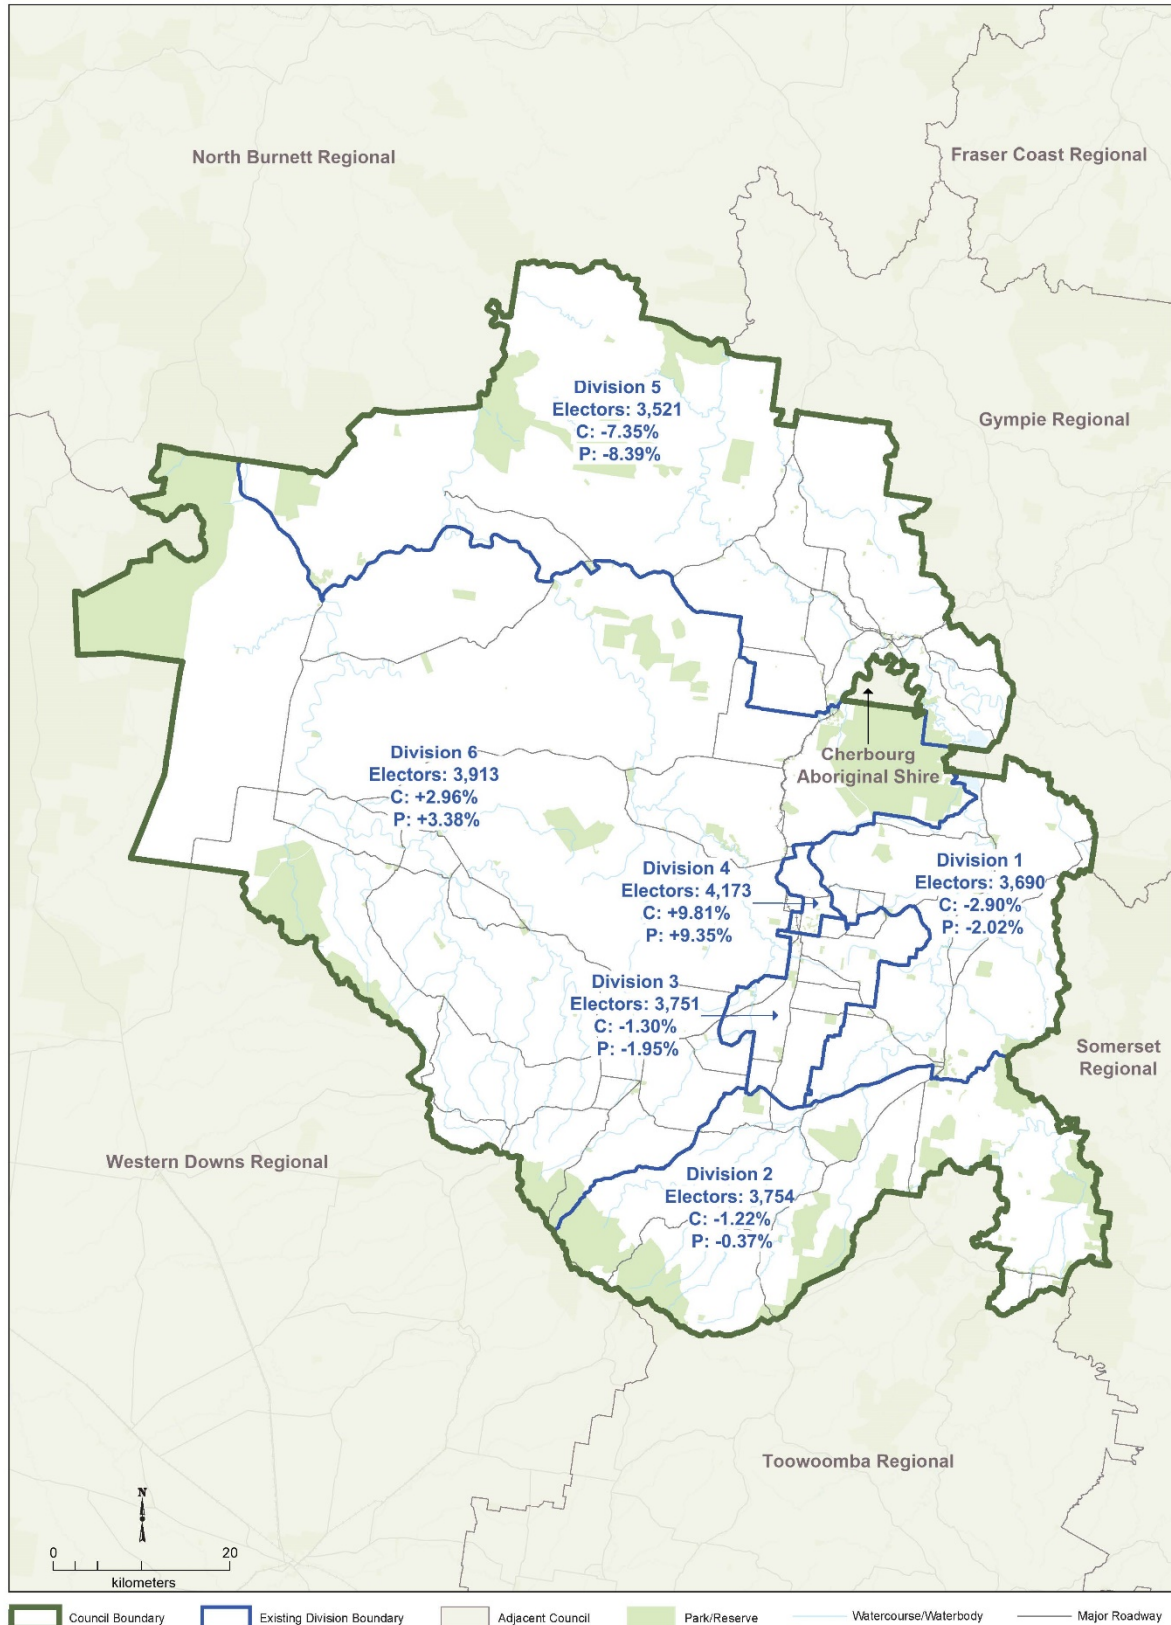 North Burnett Regional
Fraser Coast Regional
Division 5
Electors: 3,521
C: -7.35%
P: -8.39%
Gympie Regional
Cherbourg
Aboriginal Shire
Division 6
Electors: 3,913
C: +2.96%
P: +3.38%
Division 4
Electors: 4,173
C: +9.81%
P: +9.35%
Division 1
Electors: 3,690
C: -2.90%
P: -2.02%
Division 3
Electors: 3,751
C: -1.30%
P: -1.95%
Somerset
Regional
Western Downs Regional
Division 2
Electors: 3,754
C: -1.22%
P: -0.37%
Toowoomba Regional
N
0 20
kilometers
Council Boundary Existing Division Boundary Adjacent Council Park/Reserve Watercourse/Waterbody Major Roadway